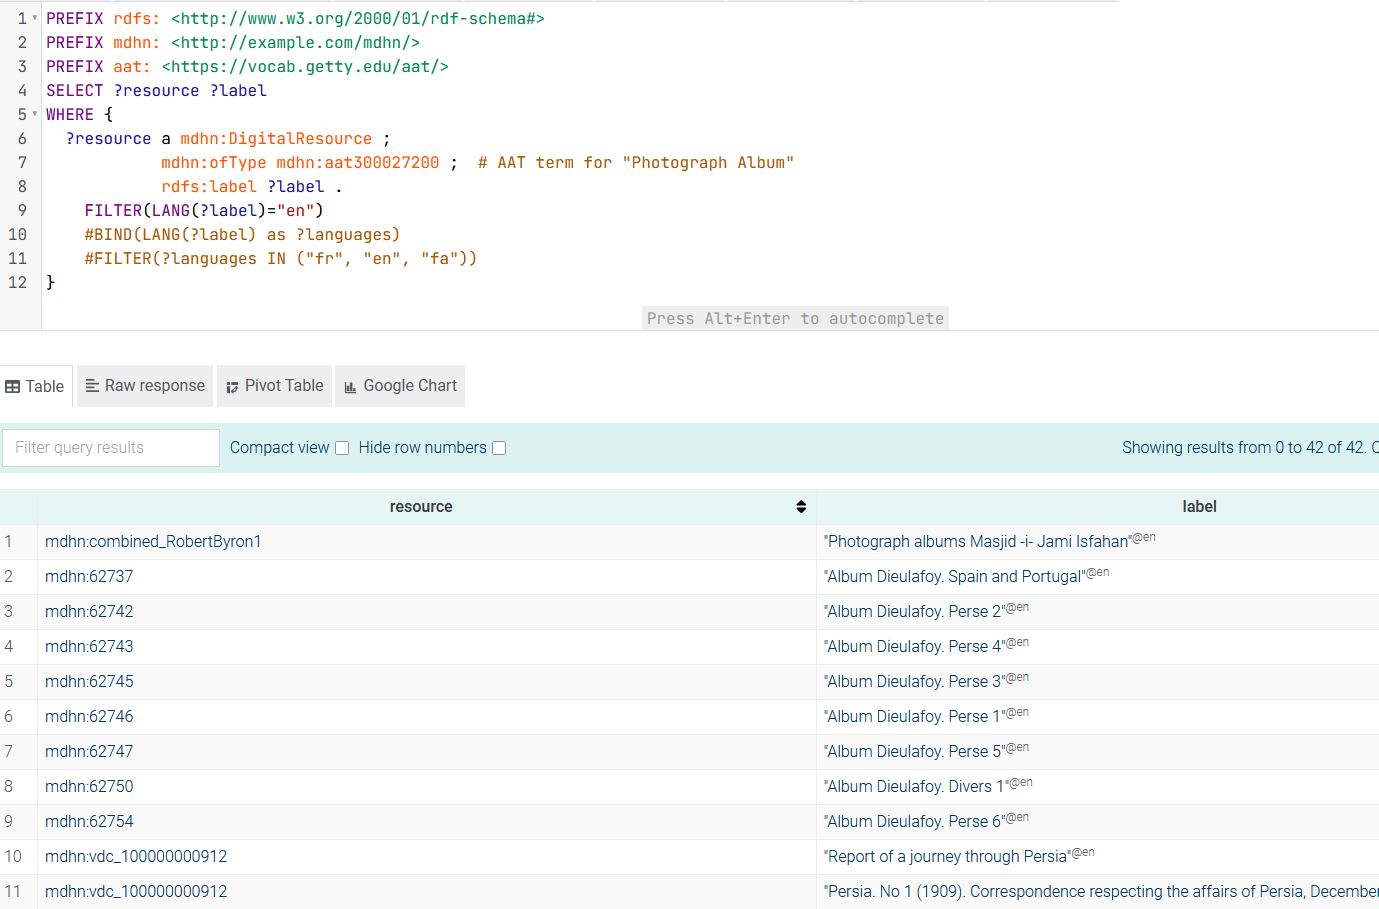 1 PREFIX rdfs: <http://www.w3.org/2000/01/rdf-schema#>
2 PREFIX mdhn: <http://example.com/mdhn/>
3 PREFIX aat: <https://vocab.getty.edu/aat/>
4 SELECT ?resource ?label
5 WHERE {
6 ?resource a mdhn:DigitalResource ;
7 mdhn:ofType mdhn:aat300027200 ; # AAT term for "Photograph Album"
8 rdfs:label ?label .
9 FILTER(LANG(?label)="en")
10 #BIND(LANG(?label) as ?languages)
11 #FILTER(?languages IN ("fr", "en", "fa"))
12 }
Press Alt+Enter to autocomplete
Table Raw response Pivot Table Google Chart
Filter query results Compact view Hide row numbers Showing results from 0 to 42 of 42. Q
resource label
1 mdhn:combined_RobertByron1 "Photograph albums Masjid -i- Jami Isfahan"@en
2 mdhn:62737 "Album Dieulafoy. Spain and Portugal"@en
3 mdhn:62742 "Album Dieulafoy. Perse 2"@en
4 mdhn:62743 "Album Dieulafoy. Perse 4"@en
5 mdhn:62745 "Album Dieulafoy. Perse 3"@en
6 mdhn:62746 "Album Dieulafoy. Perse 1"@en
7 mdhn:62747 "Album Dieulafoy. Perse 5"@en
8 mdhn:62750 "Album Dieulafoy. Divers 1"@en
9 mdhn:62754 "Album Dieulafoy. Perse 6"@en
10 mdhn:vdc_100000000912 "Report of a journey through Persia"@en
11 mdhn:vdc_100000000912 "Persia. No 1 (1909). Correspondence respecting the affairs of Persia, December